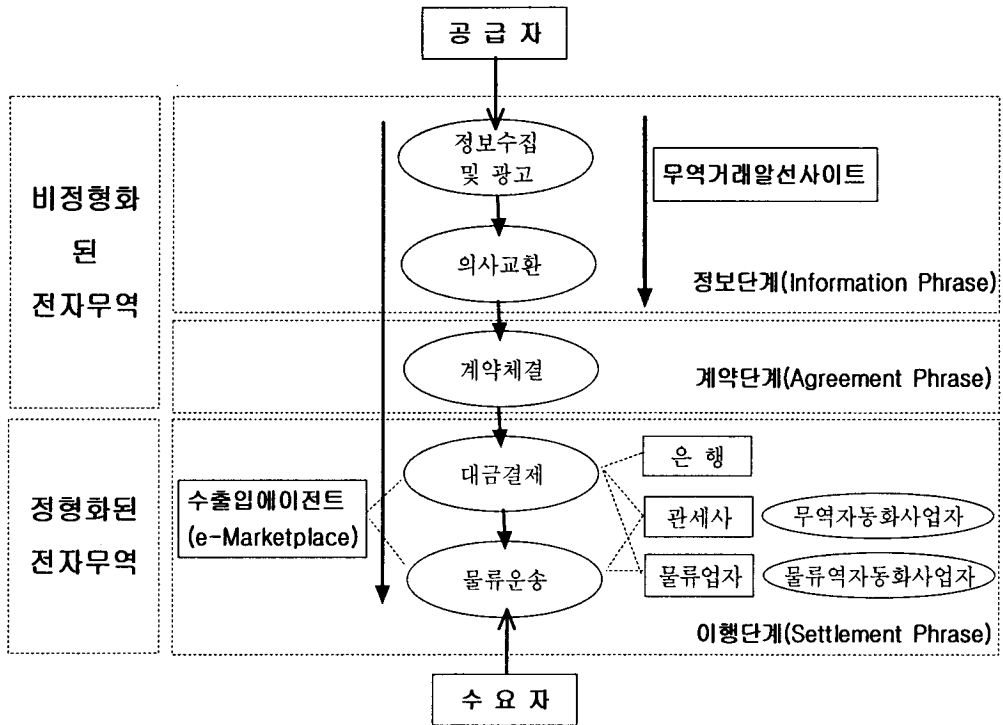 공 급 자
비정형화
된
전자무역
정보수집
및 광고
무역거래알선사이트
의사교환
정보단계(Information Phrase)
계약체결
계약단계(Agreement Phrase)
정형화된
전자무역
대금결제
은 행
수출입에이전트
(e-Marketplace)
관세사
무역자동화사업자
물류운송
물류업자
물류역자동화사업자
이행단계(Settlement Phrase)
수 요 자